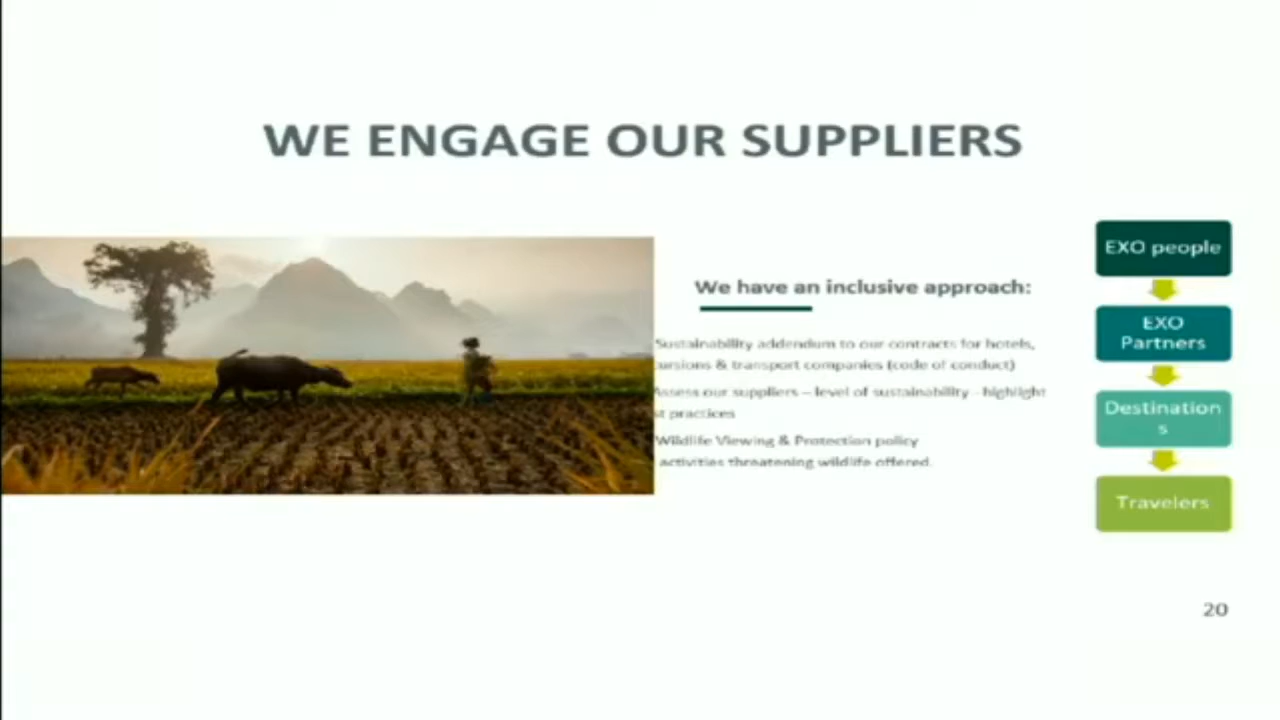 WE ENGAGE OUR SUPPLIERS
We have an inclusive approach:
Sustainability addendum to our contracts for hotels,
& transport companies (code of conduct)
Assess our suppliers – level of sustainability - highlight
practices
Wildlife Viewing & Protection policy
activities threatening wildlife offered.
EXO people
EXO
Partners
Destination
s
Travelers
20